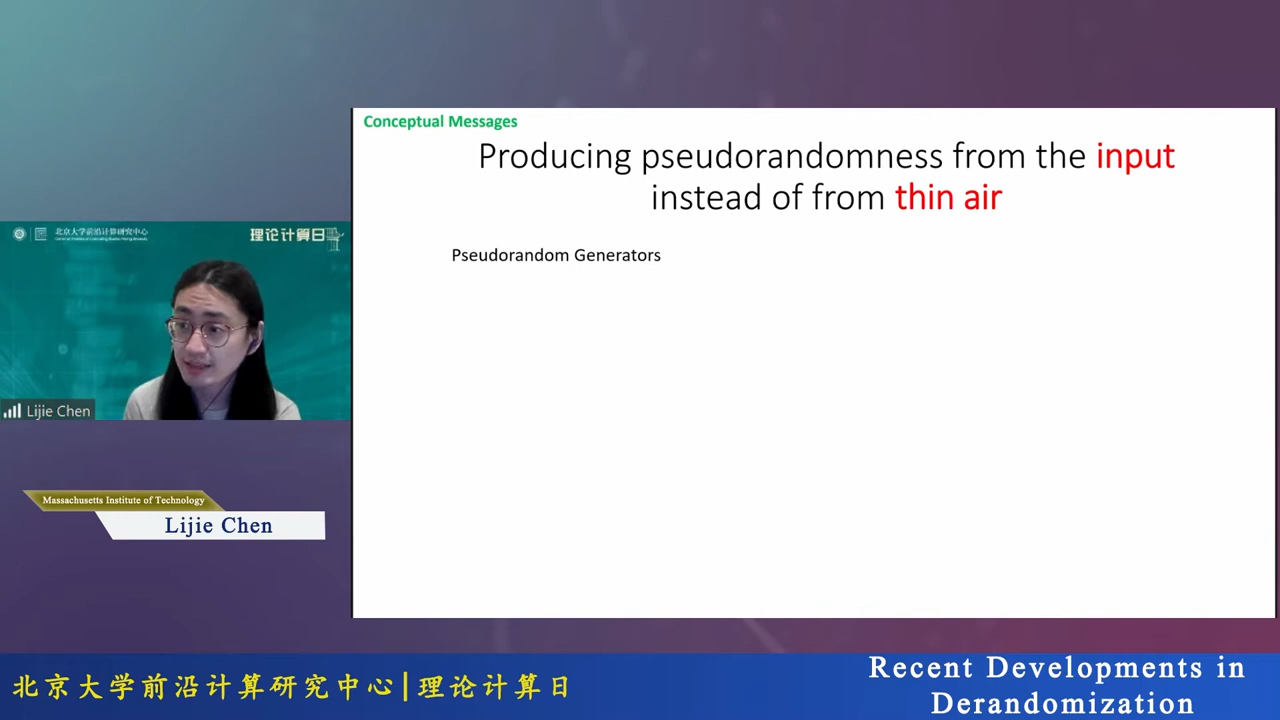 Conceptual Messages
Producing pseudorandomness from the input
instead of from thin air
Pseudorandom Generators
北京大学前沿计算研究中心
理论计算日
Lijie Chen
Massachusetts Institute of Technology
Lijie Chen
北京大学前沿计算研究中心|理论计算日
Recent Developments in
Derandomization